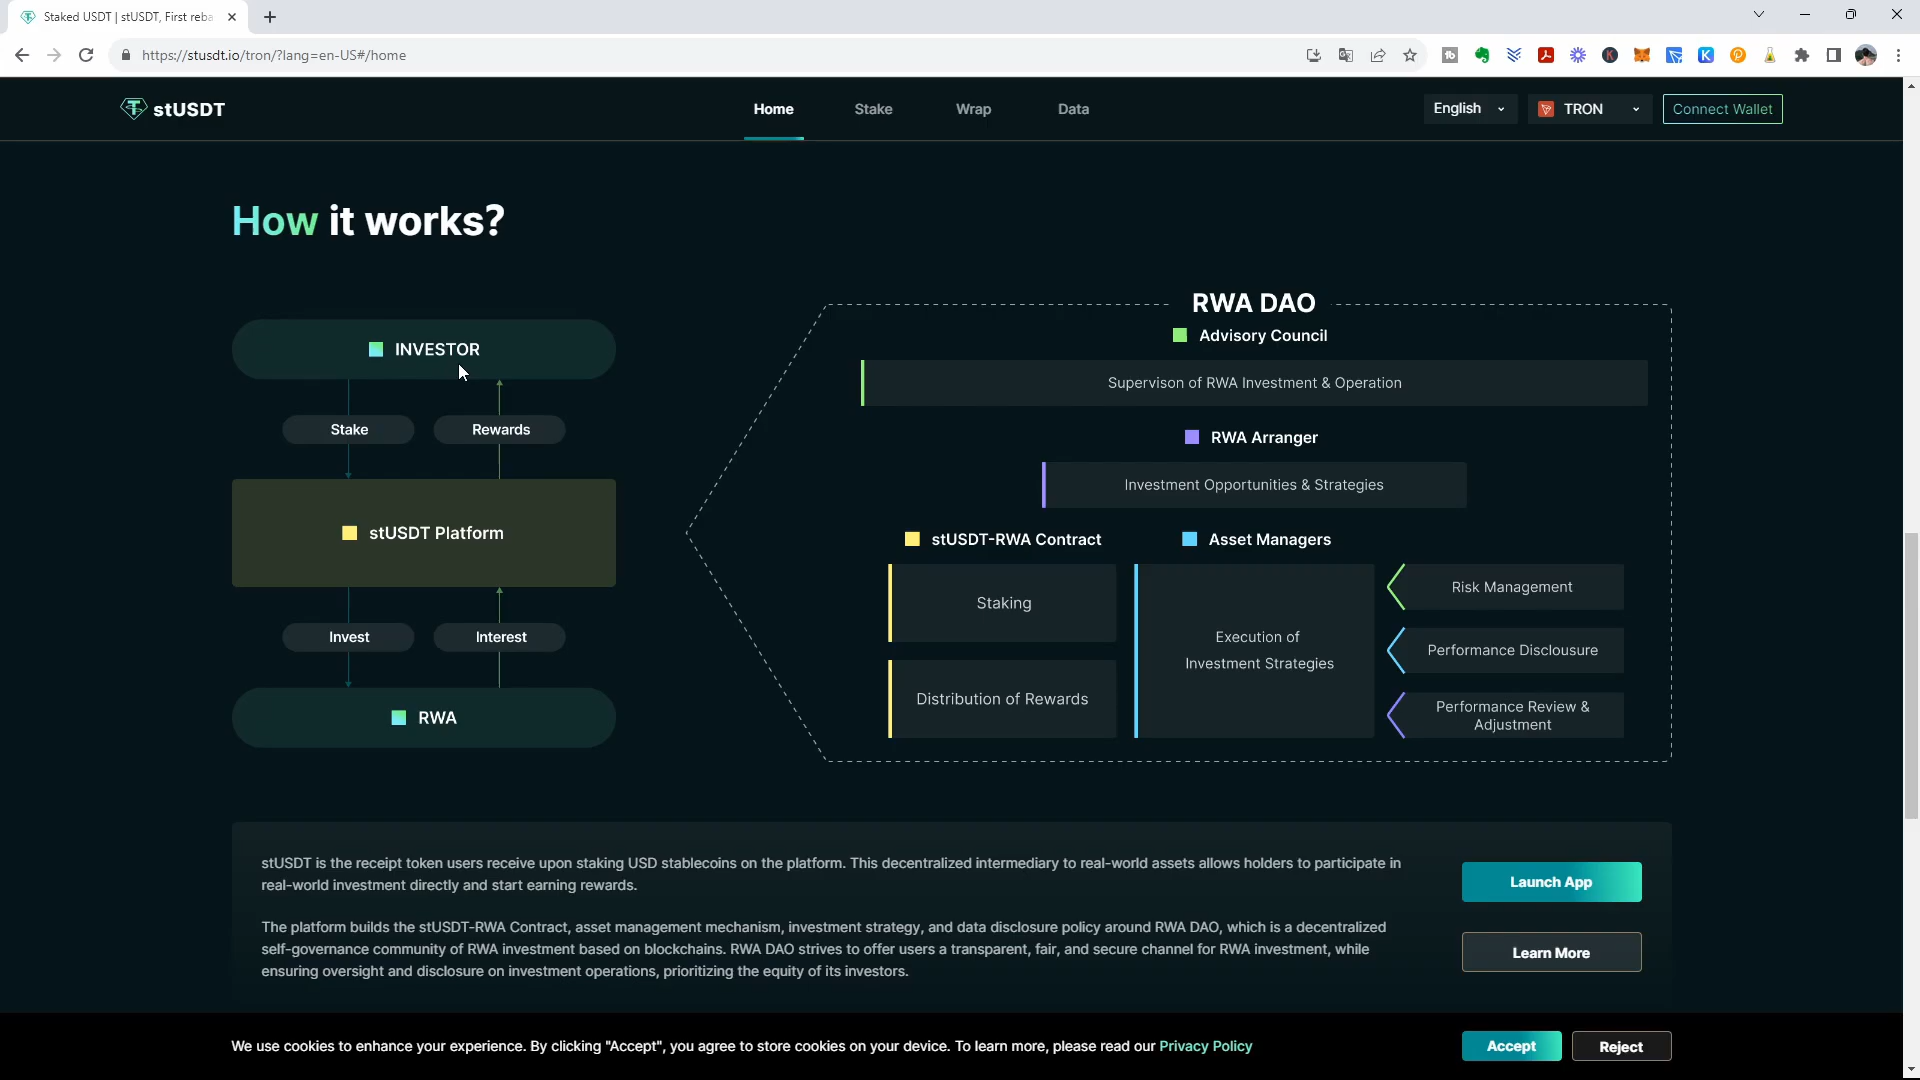 Staked USDT | stUSDT, First reba
https://stusdt.io/tron/?lang=en-US#/home
stUSDT
Home
Stake
Wrap
Data
English
TRON
Connect Wallet
How it works?
INVESTOR
Stake
Rewards
stUSDT Platform
Invest
Interest
RWA
RWA DAO
Advisory Council
Supervison of RWA Investment & Operation
RWA Arranger
Investment Opportunities & Strategies
stUSDT-RWA Contract
Asset Managers
Staking
Distribution of Rewards
Execution of
Investment Strategies
Risk Management
Performance Disclousure
Performance Review &
Adjustment
stUSDT is the receipt token users receive upon staking USD stablecoins on the platform. This decentralized intermediary to real-world assets allows holders to participate in
real-world investment directly and start earning rewards.
The platform builds the stUSDT-RWA Contract, asset management mechanism, investment strategy, and data disclosure policy around RWA DAO, which is a decentralized
self-governance community of RWA investment based on blockchains. RWA DAO strives to offer users a transparent, fair, and secure channel for RWA investment, while
ensuring oversight and disclosure on investment operations, prioritizing the equity of its investors.
Launch App
Learn More
We use cookies to enhance your experience. By clicking "Accept", you agree to store cookies on your device. To learn more, please read our Privacy Policy
Accept
Reject